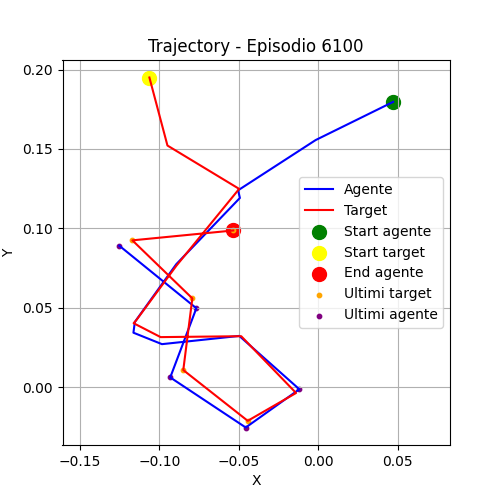 Trajectory - Episodio 6100
0.20
0.15
0.10
0.05
0.00
Y
Agente
Target
Start agente
Start target
End agente
Ultimi target
Ultimi agente
−0.15
−0.10
−0.05
0.00
0.05
X